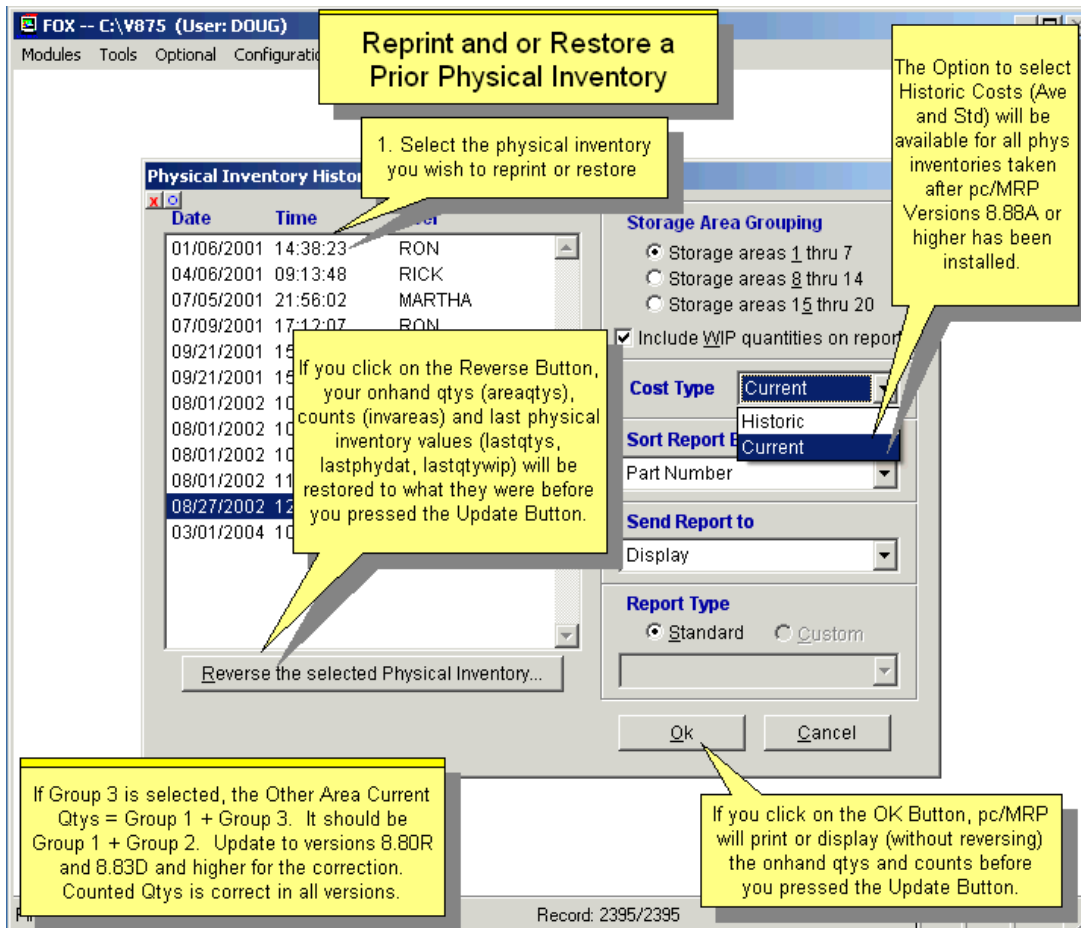 FOX -- C:\V875 (User: DOUG)
Modules Tools Optional
Reprint and or Restore a
Prior Physical Inventory
The Option to select
Historic Costs (Ave
and Std) will be
available for all phys
inventories taken
after pc/MRP
Versions 8.88A or
higher has been
installed.
1. Select the physical inventory
you wish to reprint or restore
Physical Inventory
Date Time
01/06/2001 14:38:23 RON
04/06/2001 09:13:48 RICK
07/05/2001 21:56:02 MARTHA
07/09/2001 17:12:07 RON
09/21/2001 15
09/21/2001 15
08/01/2002 10
08/01/2002 10
08/01/2002 10
08/01/2002 11
08/27/2002 12
03/01/2004 10
If you click on the Reverse Button,
your onhand qtys (areaqtys),
counts (invareas) and last physical
inventory values (lastqtys,
lastphydat, lastqtywip) will be
restored to what they were before
you pressed the Update Button.
Reverse the selected Physical Inventory...
Storage Area Grouping
Storage areas 1 thru 7
Storage areas 8 thru 14
Storage areas 15 thru 20
Include WIP quantities on report
Cost Type Current
Historic
Current
Sort Report
Part Number
Send Report to
Display
Report Type
Standard Custom
Ok Cancel
If Group 3 is selected, the Other Area Current
Qtys = Group 1 + Group 3. It should be
Group 1 + Group 2. Update to versions 8.80R
and 8.83D and higher for the correction.
Counted Qtys is correct in all versions.
If you click on the OK Button, pc/MRP
will print or display (without reversing)
the onhand qtys and counts before
you pressed the Update Button.
Record: 2395/2395